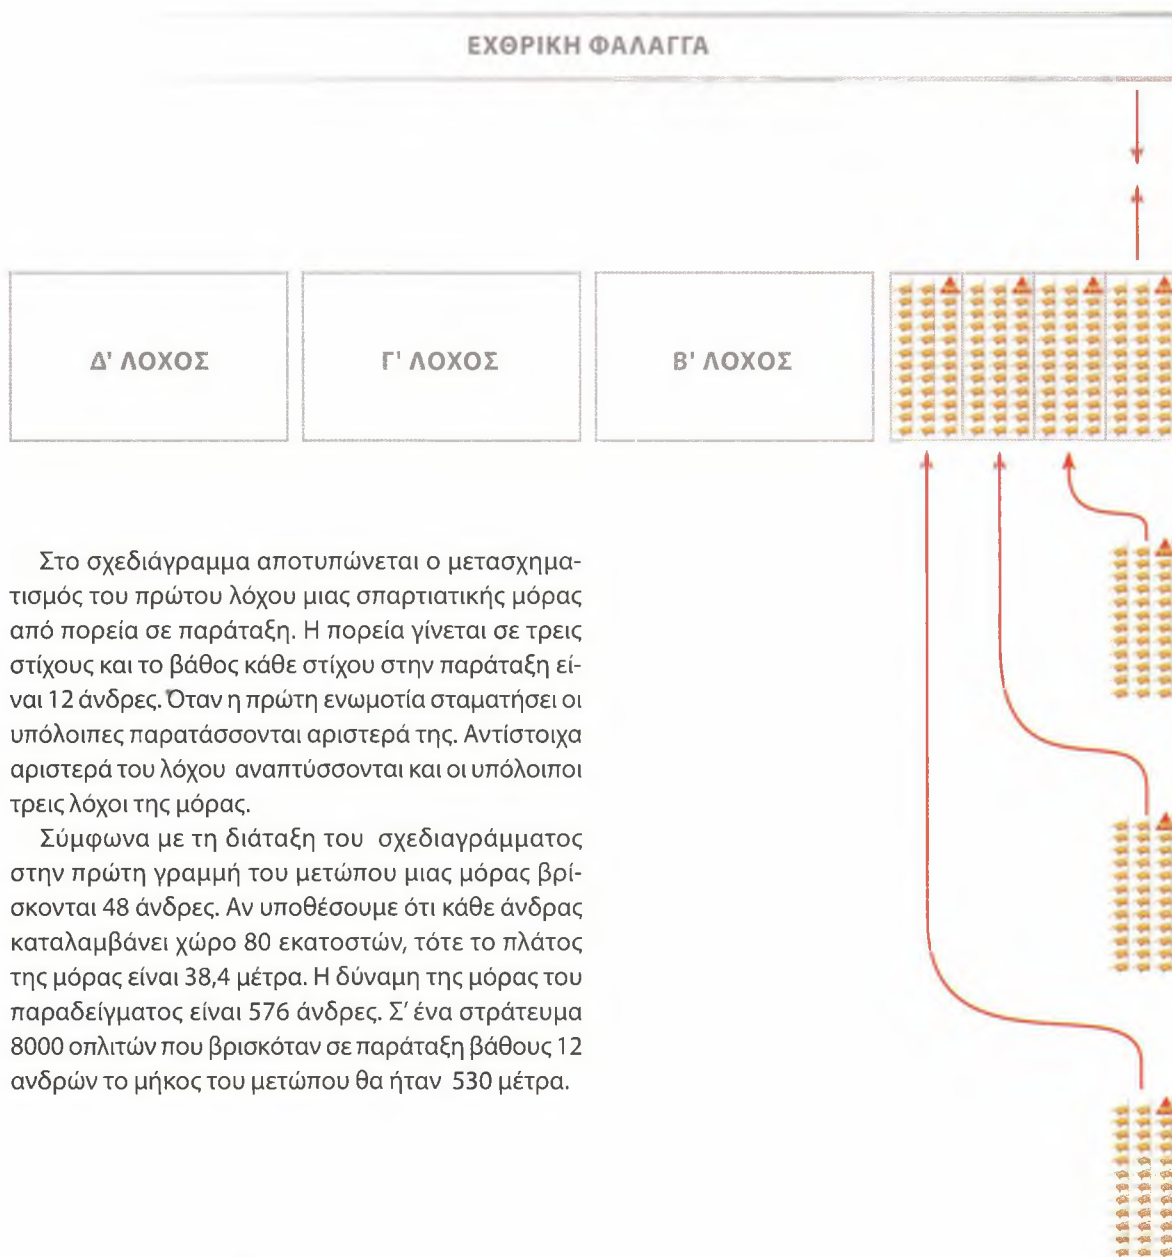 ΕΧΘΡΙΚΗ ΦΑΛΑΓΓΑ
Δ' ΛΟΧΟΣ
Γ' ΛΟΧΟΣ
Β' ΛΟΧΟΣ
Στο σχεδιάγραμμα αποτυπώνεται ο μετασχημα-
τισμός του πρώτου λόχου μιας σπαρτιατικής μόρας
από πορεία σε παράταξη. Η πορεία γίνεται σε τρεις
στίχους και το βάθος κάθε στίχου στην παράταξη εί-
ναι 12 άνδρες. Όταν η πρώτη ενωμοτία σταματήσει οι
υπόλοιπες παρατάσσονται αριστερά της. Αντίστοιχα
αριστερά του λόχου αναπτύσσονται και οι υπόλοιποι
τρεις λόχοι της μόρας.
Σύμφωνα με τη διάταξη του σχεδιαγράμματος
στην πρώτη γραμμή του μετώπου μιας μόρας βρί-
σκονται 48 άνδρες. Αν υποθέσουμε ότι κάθε άνδρας
καταλαμβάνει χώρο 80 εκατοστών, τότε το πλάτος
της μόρας είναι 38,4 μέτρα. Η δύναμη της μόρας του
παραδείγματος είναι 576 άνδρες. Σ' ένα στράτευμα
8000 οπλιτών που βρισκόταν σε παράταξη βάθους 12
ανδρών το μήκος του μετώπου θα ήταν 530 μέτρα.